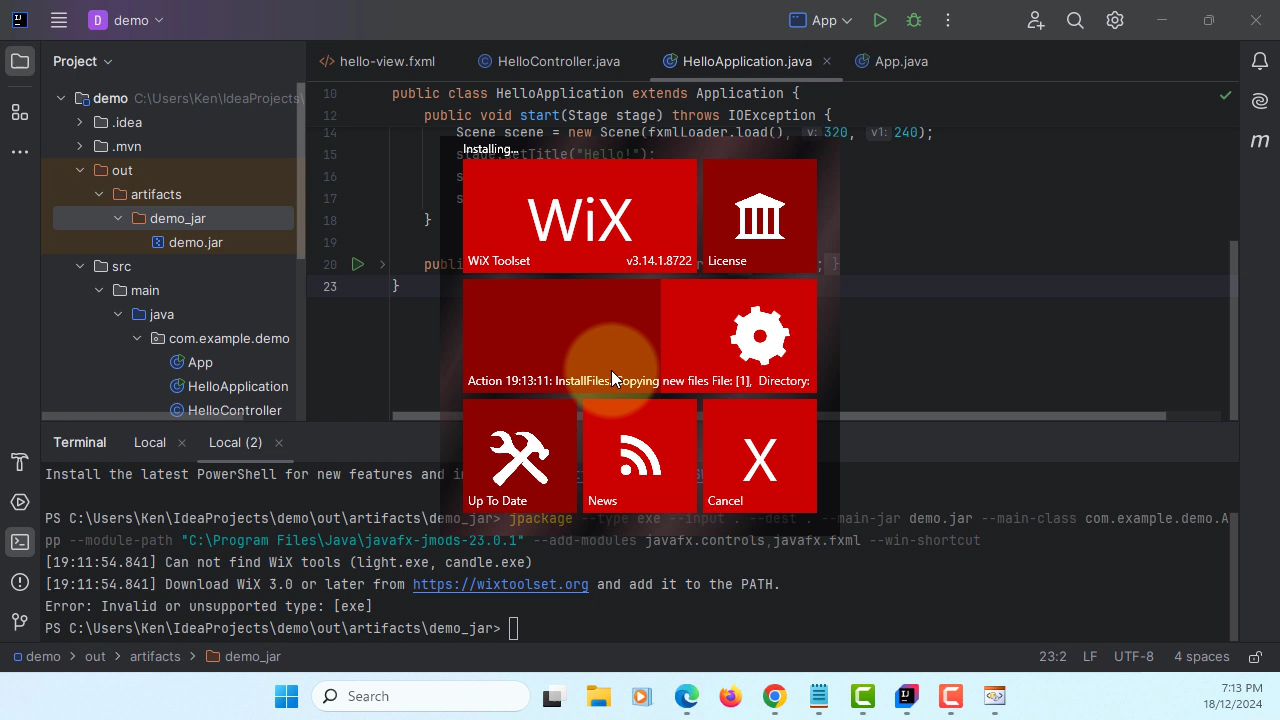 D demo
App
Project
hello-view.fxml
HelloController.java
HelloApplication.java
App.java
demo C:\Users\Ken\IdeaProjects\
.idea
.mvn
out
artifacts
demo_jar
demo.jar
src
main
java
com.example.demo
App
HelloApplication
HelloController
10 public class HelloApplication extends Application {
12 public void start(Stage stage) throws IOException {
14 Scene scene = new Scene(fxmlLoader.load(), v: 320, v1: 240);
15 stage.setTitle("Hello!");
16 s
17 s
18 }
19
20 publ ; }
23 }
Installing...
WiX
WiX Toolset v3.14.1.8722
License
Action 19:13:11: InstallFiles. Copying new files File: [1], Directory:
Up To Date
News
X
Cancel
Terminal Local Local (2)
Install the latest PowerShell for new features and
PS C:\Users\Ken\IdeaProjects\demo\out\artifacts\demo_jar> jpackage --type exe --input . --dest . --main-jar demo.jar --main-class com.example.demo.A
pp --module-path "C:\Program Files\Java\javafx-jmods-23.0.1" --add-modules javafx.controls,javafx.fxml --win-shortcut
[19:11:54.841] Can not find WiX tools (light.exe, candle.exe)
[19:11:54.841] Download WiX 3.0 or later from https://wixtoolset.org and add it to the PATH.
Error: Invalid or unsupported type: [exe]
PS C:\Users\Ken\IdeaProjects\demo\out\artifacts\demo_jar>
demo > out > artifacts > demo_jar
23:2 LF UTF-8 4 spaces
Search
7:13 PM
18/12/2024